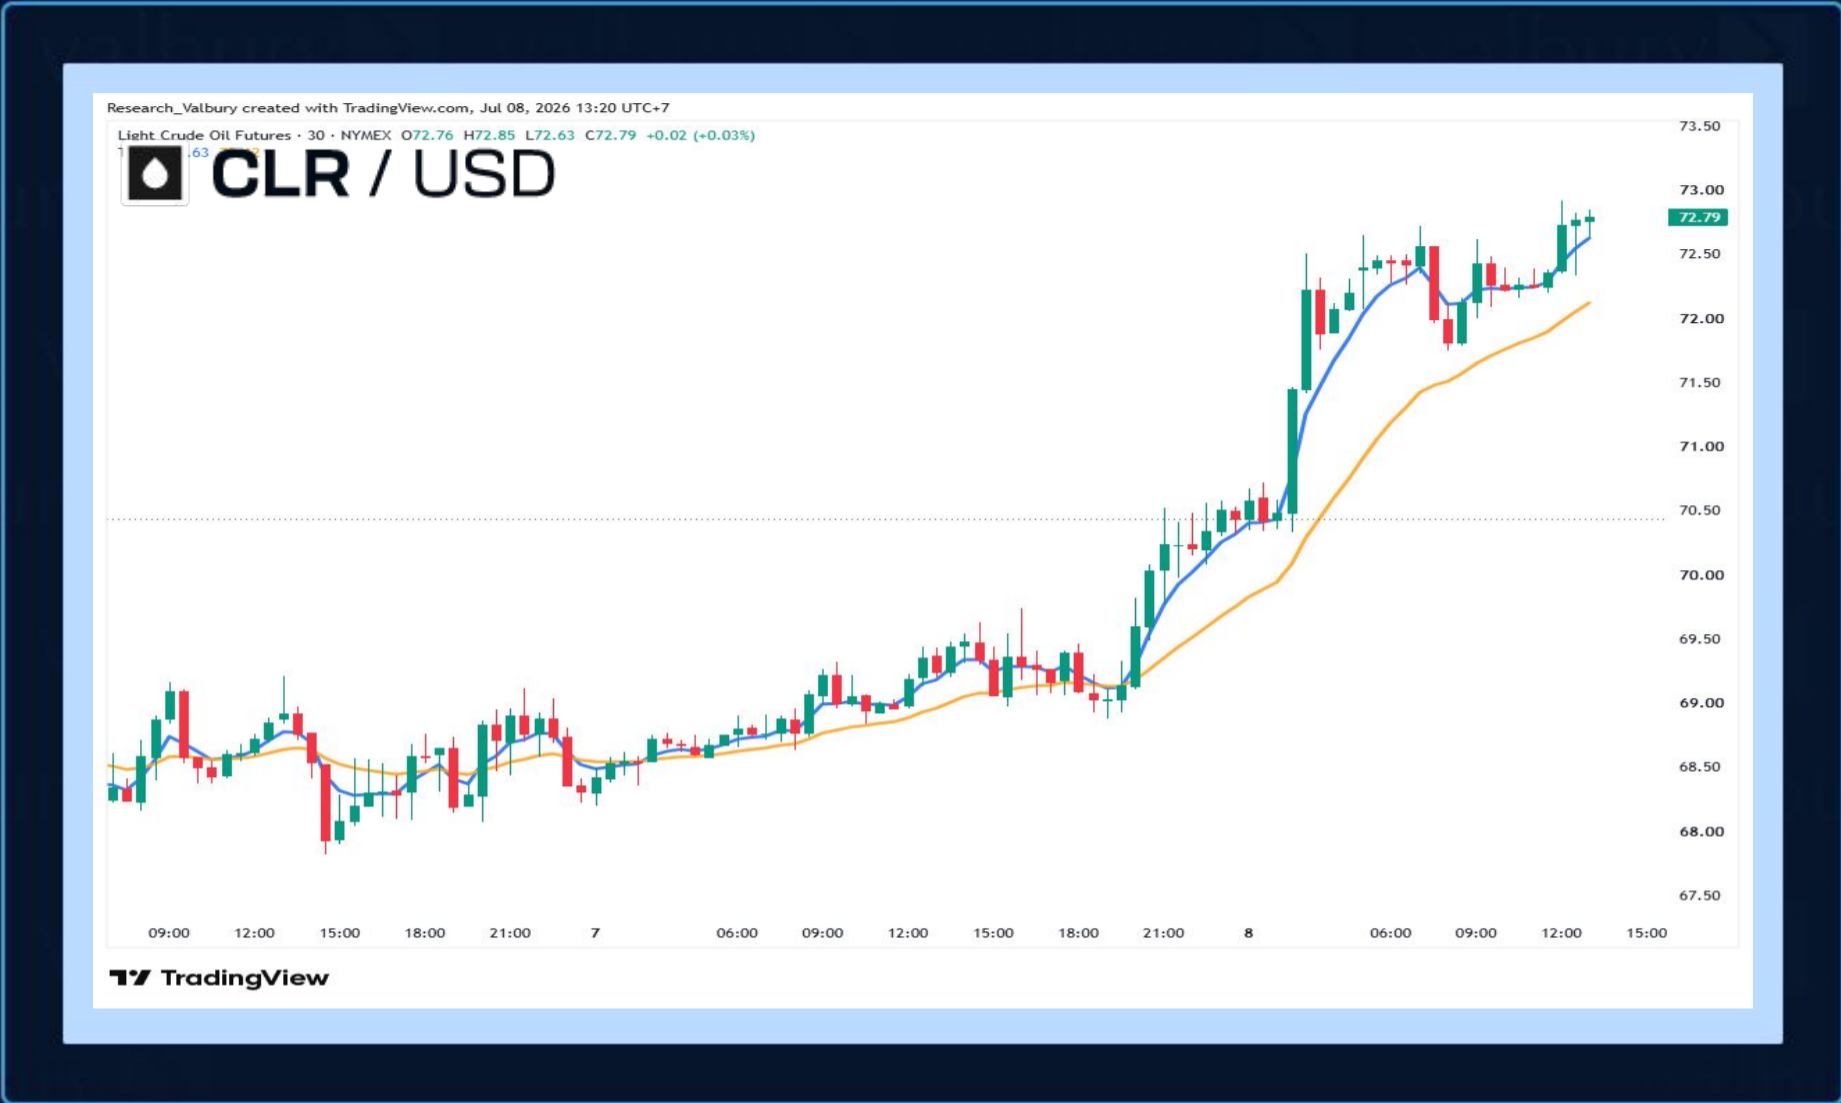 Research_Valbury created with TradingView.com, Jul 08, 2026 13:20 UTC+7
Light Crude Oil Futures · 30 · NYMEX O72.76 H72.85 L72.63 C72.79 +0.02 (+0.03%)
CLR / USD
73.50
73.00
72.79
72.50
72.00
71.50
71.00
70.50
70.00
69.50
69.00
68.50
68.00
67.50
09:00 12:00 15:00 18:00 21:00 7 06:00 09:00 12:00 15:00 18:00 21:00 8 06:00 09:00 12:00 15:00
TradingView